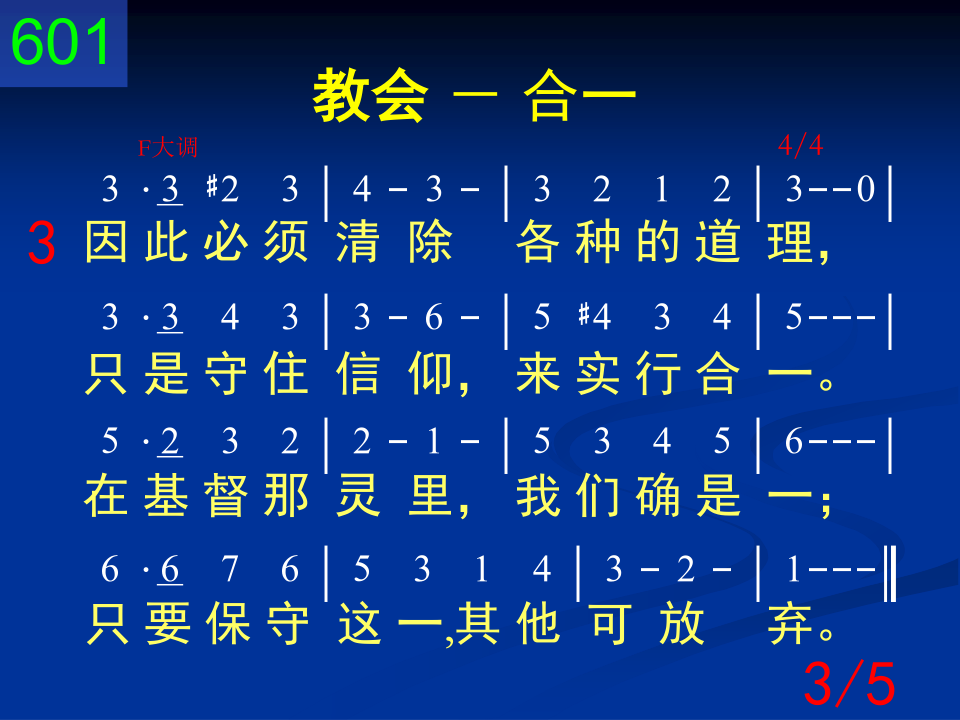 601
教会 － 合一
F大调 4/4
3 · 3 #2 3 | 4 - 3 - | 3 2 1 2 | 3 - - 0 |
3 因此必须 清除 各种的道 理，
3 · 3 4 3 | 3 - 6 - | 5 #4 3 4 | 5 - - - |
只是守住 信仰， 来实行合 一。
5 · 2 3 2 | 2 - 1 - | 5 3 4 5 | 6 - - - |
在基督那 灵里， 我们确是 一；
6 · 6 7 6 | 5 3 1 4 | 3 - 2 - | 1 - - - ||
只要保守 这一,其他 可放 弃。
3/5